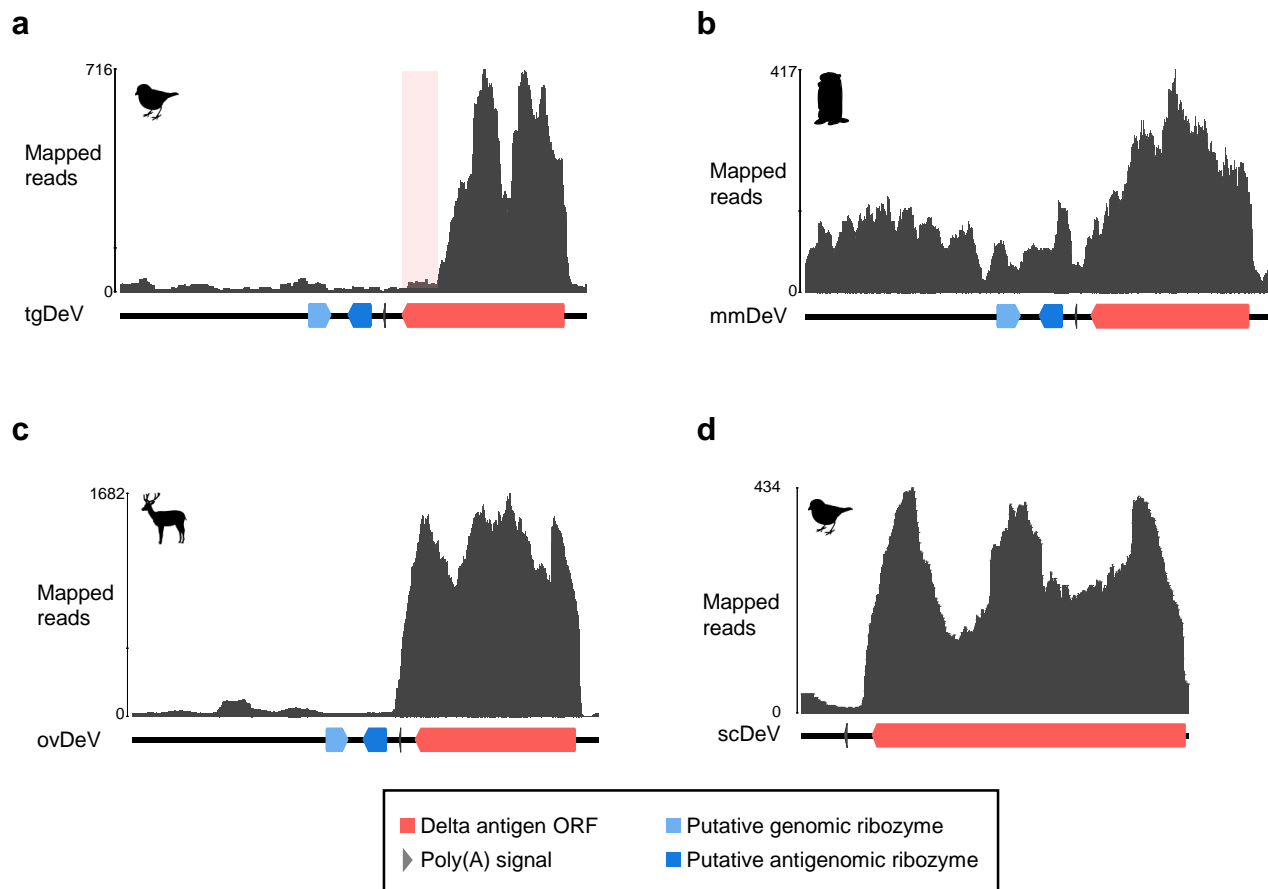 a
716
Mapped
reads
0
tgDeV
b
417
Mapped
reads
0
mmDeV
c
1682
Mapped
reads
0
ovDeV
d
434
Mapped
reads
0
scDeV
Delta antigen ORF
Putative genomic ribozyme
Poly(A) signal
Putative antigenomic ribozyme